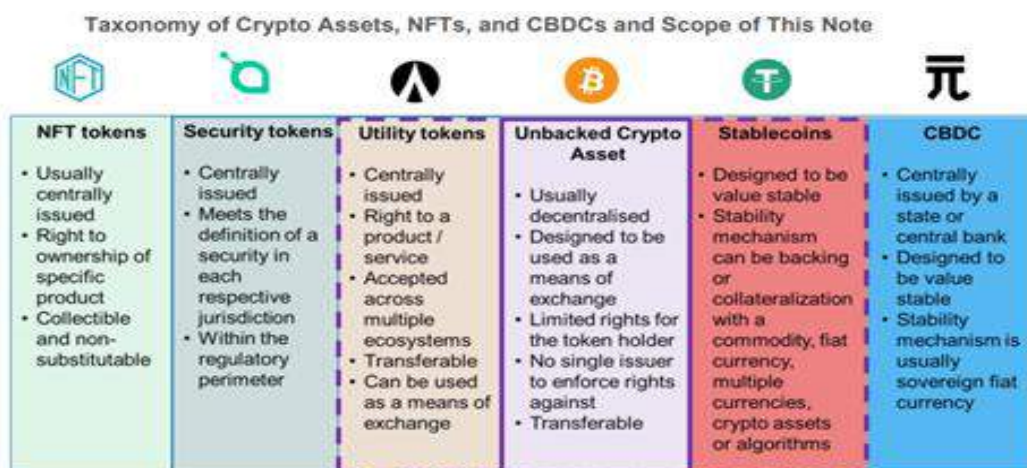 Taxonomy of Crypto Assets, NFTs, and CBDCs and Scope of This Note
NFT
NFT tokens
• Usually
centrally
issued
• Right to
ownership of
specific
product
• Collectible
and non-
substitutable
Security tokens
• Centrally
issued
• Meets the
definition of a
security in
each
respective
jurisdiction
• Within the
regulatory
perimeter
Utility tokens
• Centrally
issued
• Right to a
product /
service
• Accepted
across
multiple
ecosystems
• Transferable
• Can be used
as a means of
exchange
Unbacked Crypto
Asset
• Usually
decentralised
• Designed to be
used as a
means of
exchange
• Limited rights for
the token holder
• No single issuer
to enforce rights
against
• Transferable
Stablecoins
• Designed to be
value stable
• Stability
mechanism
can be backing
or
collateralization
with a
commodity, fiat
currency,
multiple
currencies,
crypto assets
or algorithms
CBDC
• Centrally
issued by a
state or
central bank
• Designed to
be value
stable
• Stability
mechanism is
usually
sovereign fiat
currency